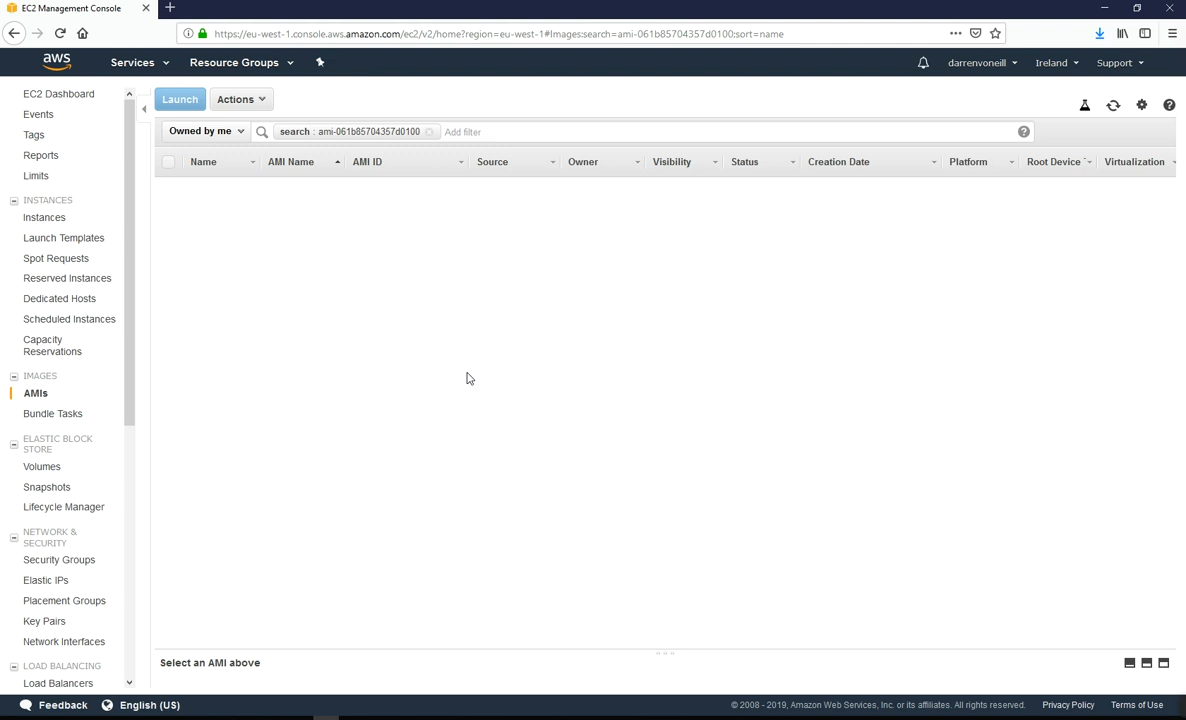 EC2 Management Console
https://eu-west-1.console.aws.amazon.com/ec2/v2/home?region=eu-west-1#Images:search=ami-061b85704357d0100;sort=name
aws
Services
Resource Groups
darrenvoneill
Ireland
Support
EC2 Dashboard
Events
Tags
Reports
Limits
INSTANCES
Instances
Launch Templates
Spot Requests
Reserved Instances
Dedicated Hosts
Scheduled Instances
Capacity
Reservations
IMAGES
AMIs
Bundle Tasks
ELASTIC BLOCK
STORE
Volumes
Snapshots
Lifecycle Manager
NETWORK &
SECURITY
Security Groups
Elastic IPs
Placement Groups
Key Pairs
Network Interfaces
LOAD BALANCING
Load Balancers
Launch
Actions
Owned by me
search : ami-061b85704357d0100
Add filter
Name
AMI Name
AMI ID
Source
Owner
Visibility
Status
Creation Date
Platform
Root Device
Virtualization
Select an AMI above
Feedback
English (US)
© 2008 - 2019, Amazon Web Services, Inc. or its affiliates. All rights reserved.
Privacy Policy
Terms of Use